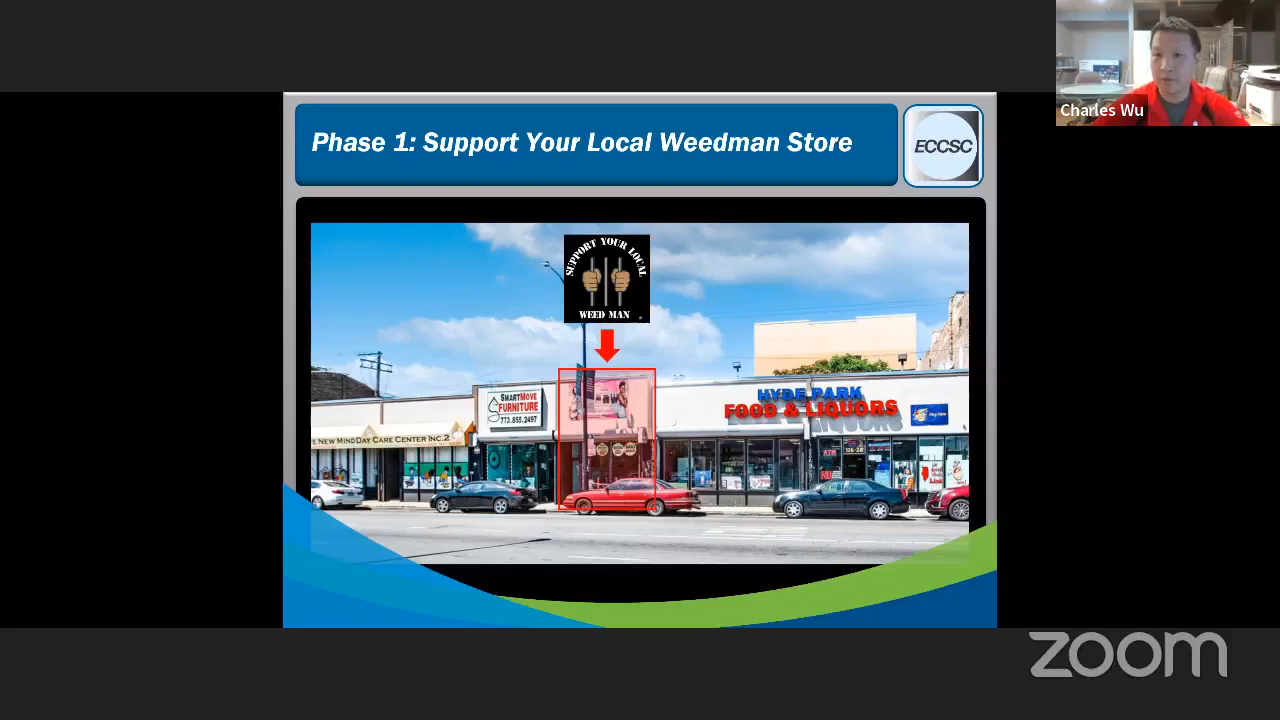 Charles Wu
Phase 1: Support Your Local Weedman Store
ECCSC
SUPPORT YOUR LOCAL
WEED MAN
SMARTMOVE
FURNITURE
773.855.2497
HYDE PARK
FOOD & LIQUORS
NEW MINDDAY CARE CENTER INC.2
ATM
zoom